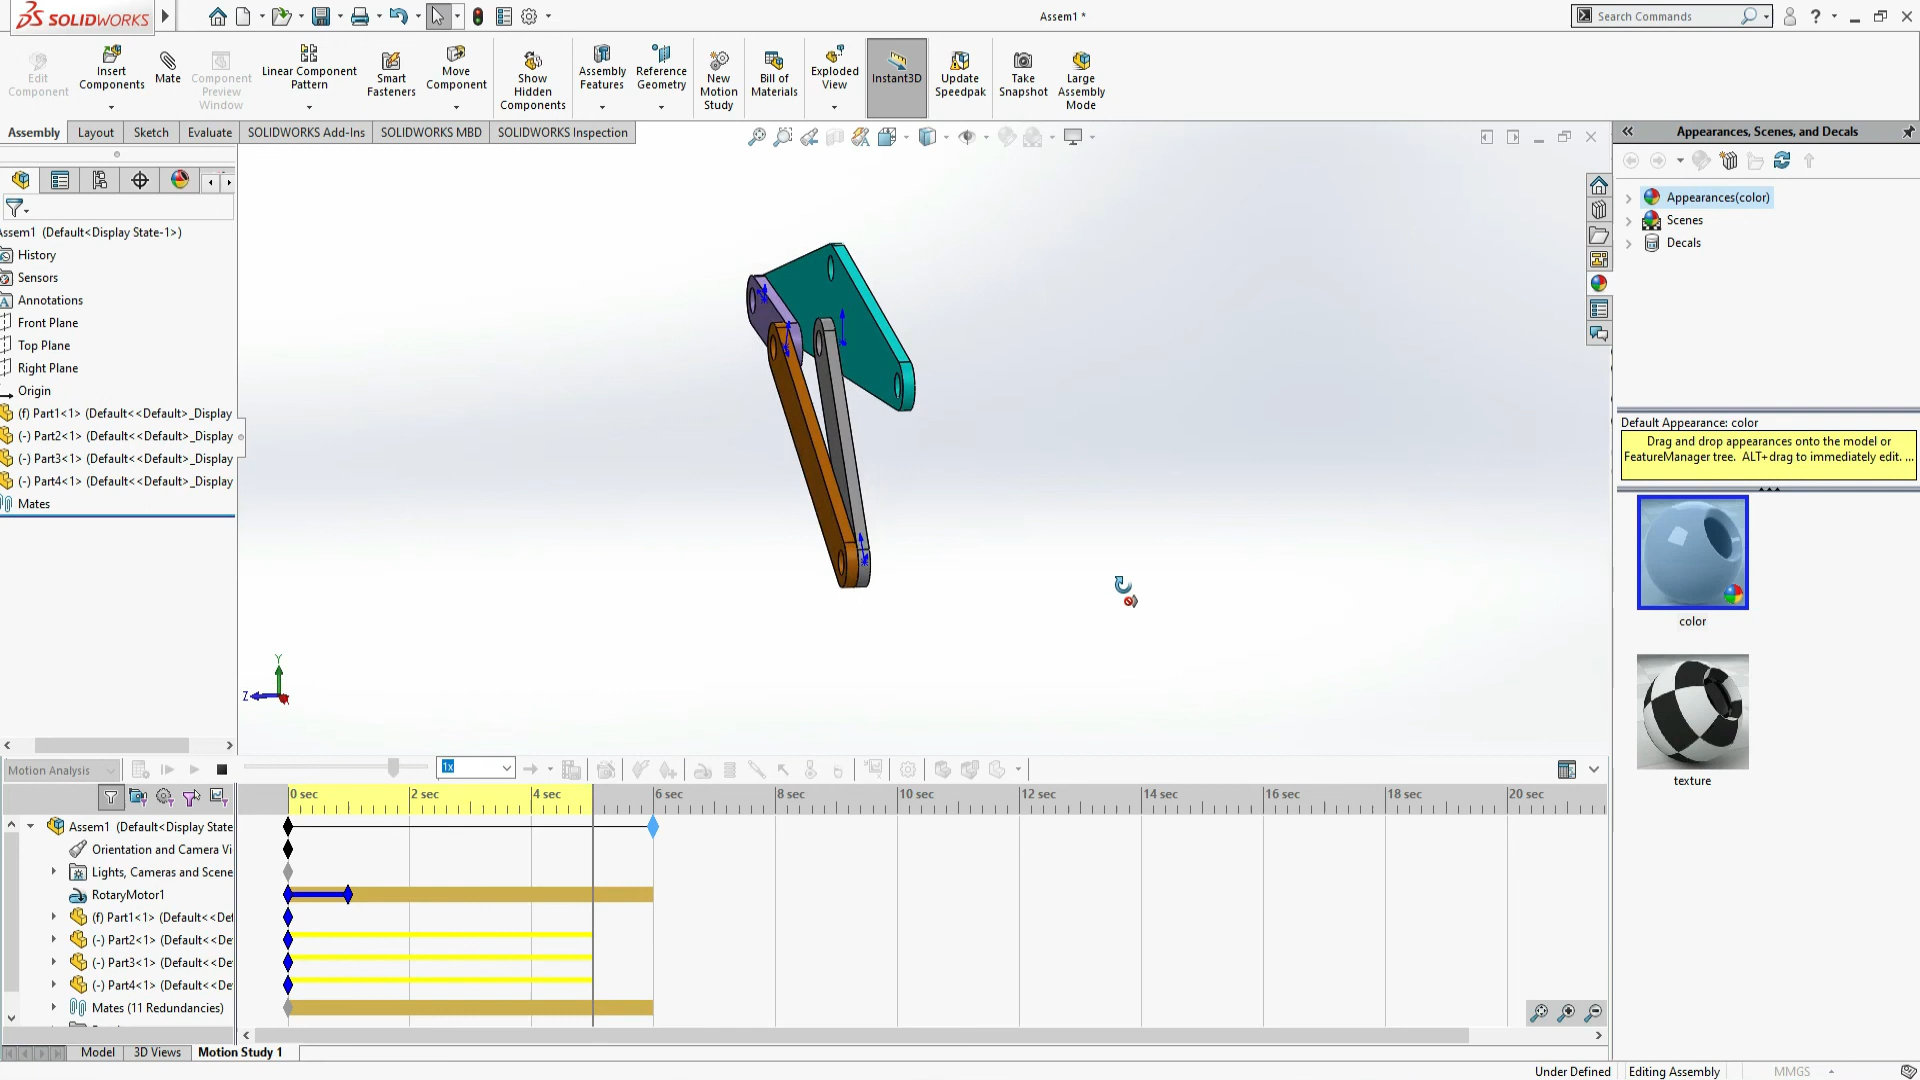 SOLIDWORKS
Assem1 *
Search Commands
?
Edit
Component
Insert
Components
Mate
Component
Preview
Window
Linear Component
Pattern
Smart
Fasteners
Move
Component
Show
Hidden
Components
Assembly
Features
Reference
Geometry
New
Motion
Study
Bill of
Materials
Exploded
View
Instant3D
Update
Speedpak
Take
Snapshot
Large
Assembly
Mode
Assembly
Layout
Sketch
Evaluate
SOLIDWORKS Add-Ins
SOLIDWORKS MBD
SOLIDWORKS Inspection
Assem1 (Default<Display State-1>)
History
Sensors
Annotations
Front Plane
Top Plane
Right Plane
Origin
(f) Part1<1> (Default<<Default>_Display
(-) Part2<1> (Default<<Default>_Display
(-) Part3<1> (Default<<Default>_Display
(-) Part4<1> (Default<<Default>_Display
Mates
Y
Z
Appearances, Scenes, and Decals
Appearances(color)
Scenes
Decals
Default Appearance: color
Drag and drop appearances onto the model or
FeatureManager tree. ALT+drag to immediately edit. ...
color
texture
Motion Analysis
1x
0 sec
2 sec
4 sec
6 sec
8 sec
10 sec
12 sec
14 sec
16 sec
18 sec
20 sec
Assem1 (Default<Display State
Orientation and Camera Vi
Lights, Cameras and Scene
RotaryMotor1
(f) Part1<1> (Default<<Def
(-) Part2<1> (Default<<De
(-) Part3<1> (Default<<De
(-) Part4<1> (Default<<De
Mates (11 Redundancies)
Model
3D Views
Motion Study 1
Under Defined
Editing Assembly
MMGS